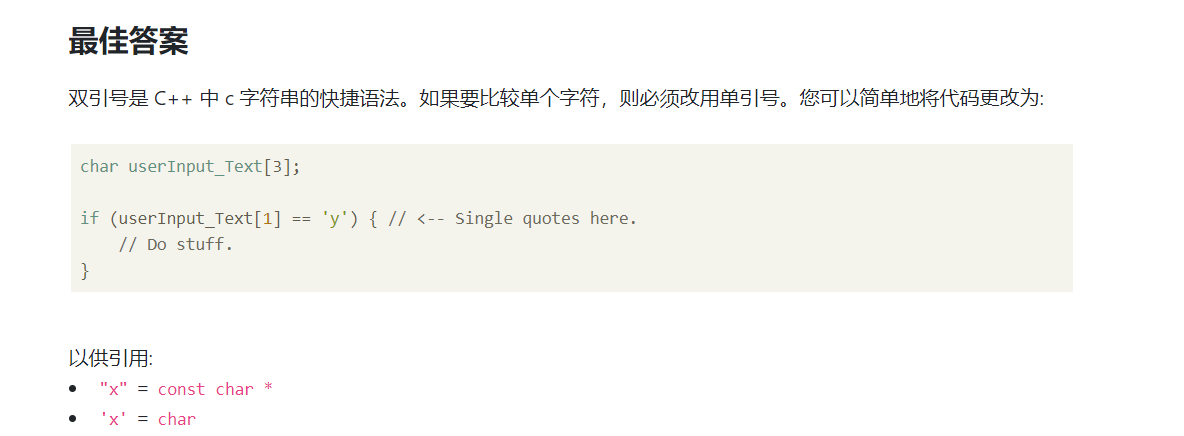 最佳答案
双引号是 C++ 中 c 字符串的快捷语法。如果要比较单个字符，则必须改用单引号。您可以简单地将代码更改为:
char userInput_Text[3];
if (userInput_Text[1] == 'y') { // <-- Single quotes here.
    // Do stuff.
}
以供引用:
• "x" = const char *
• 'x' = char